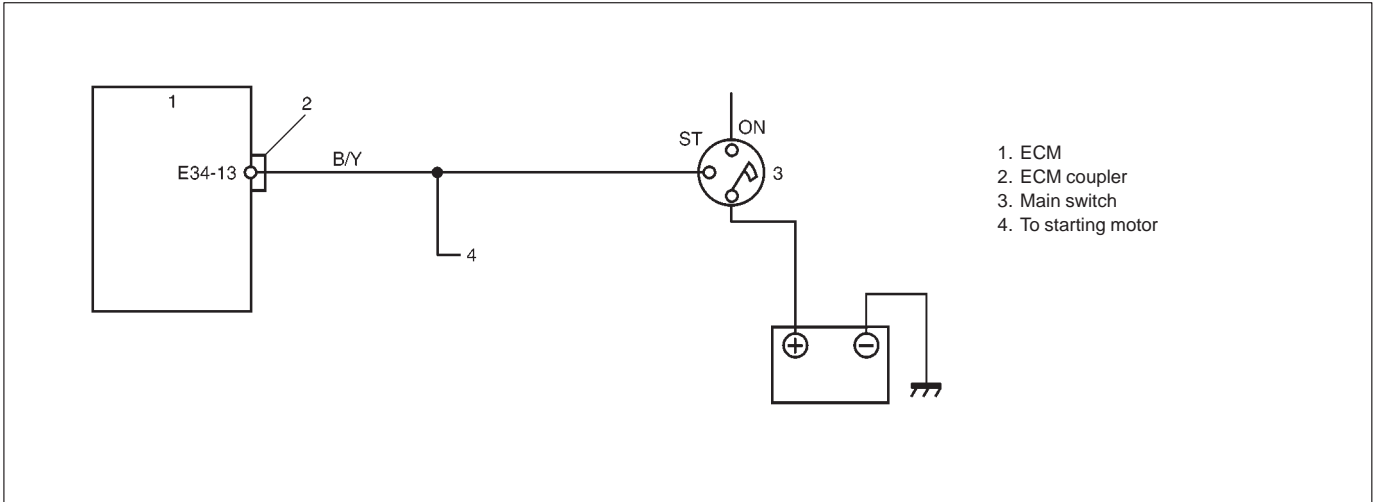 1
2
E34-13
B/Y
ST
ON
3
4
+
−
1. ECM
2. ECM coupler
3. Main switch
4. To starting motor